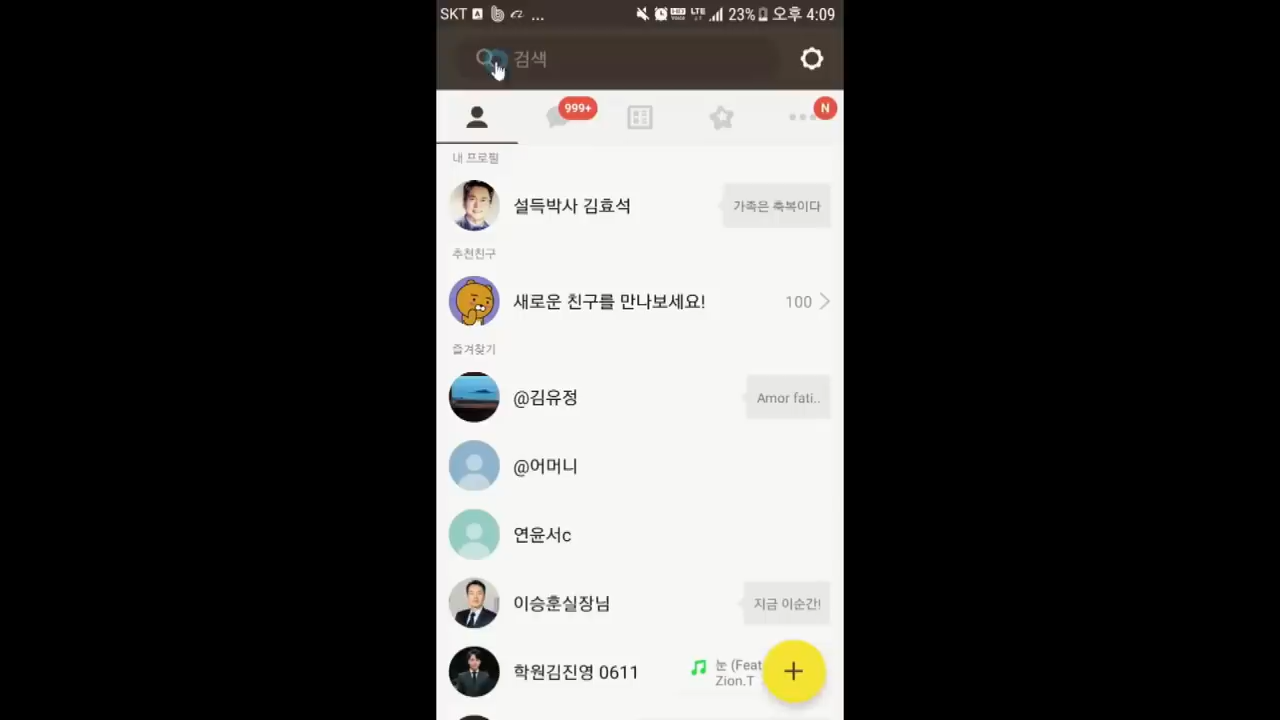 SKT ... 23% 오후 4:09
검색
999+
N
내 프로필
설득박사 김효석
가족은 축복이다
추천친구
새로운 친구를 만나보세요!
100
즐겨찾기
@김유정
Amor fati..
@어머니
연윤서c
이승훈실장님
지금 이순간!
학원김진영 0611
눈 (Feat
Zion.T